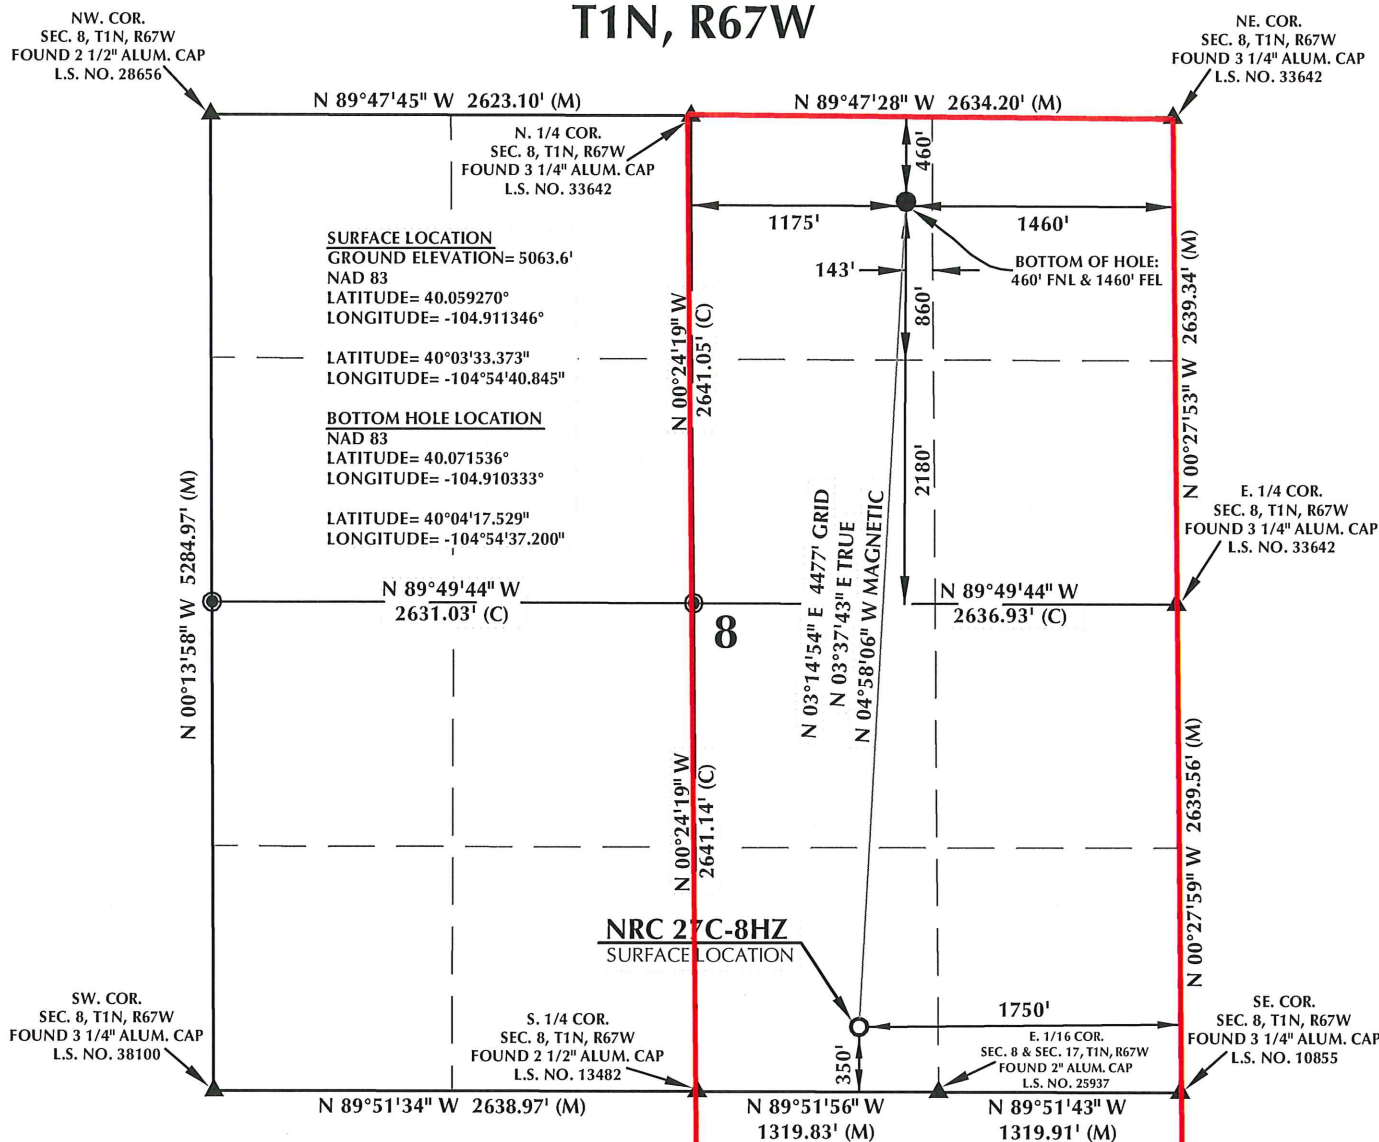 T1N, R67W
NW. COR.
SEC. 8, T1N, R67W
FOUND 2 1/2" ALUM. CAP
L.S. NO. 28656
NE. COR.
SEC. 8, T1N, R67W
FOUND 3 1/4" ALUM. CAP
L.S. NO. 33642
N 89°47'45" W 2623.10' (M)
N 89°47'28" W 2634.20' (M)
N. 1/4 COR.
SEC. 8, T1N, R67W
FOUND 3 1/4" ALUM. CAP
L.S. NO. 33642
460'
1175'
1460'
143'
BOTTOM OF HOLE:
460' FNL & 1460' FEL
860'
2180'
SURFACE LOCATION
GROUND ELEVATION= 5063.6'
NAD 83
LATITUDE= 40.059270°
LONGITUDE= -104.911346°
LATITUDE= 40°03'33.373"
LONGITUDE= -104°54'40.845"
BOTTOM HOLE LOCATION
NAD 83
LATITUDE= 40.071536°
LONGITUDE= -104.910333°
LATITUDE= 40°04'17.529"
LONGITUDE= -104°54'37.200"
N 00°24'19" W
2641.05' (C)
N 00°27'53" W 2639.34' (M)
N 00°13'58" W 5284.97' (M)
E. 1/4 COR.
SEC. 8, T1N, R67W
FOUND 3 1/4" ALUM. CAP
L.S. NO. 33642
N 89°49'44" W
2631.03' (C)
8
N 89°49'44" W
2636.93' (C)
N 03°14'54" E 4477' GRID
N 03°37'43" E TRUE
N 04°58'06" W MAGNETIC
N 00°24'19" W
2641.14' (C)
N 00°27'59" W 2639.56' (M)
NRC 27C-8HZ
SURFACE LOCATION
1750'
350'
SW. COR.
SEC. 8, T1N, R67W
FOUND 3 1/4" ALUM. CAP
L.S. NO. 38100
S. 1/4 COR.
SEC. 8, T1N, R67W
FOUND 2 1/2" ALUM. CAP
L.S. NO. 13482
E. 1/16 COR.
SEC. 8 & SEC. 17, T1N, R67W
FOUND 2" ALUM. CAP
L.S. NO. 25937
SE. COR.
SEC. 8, T1N, R67W
FOUND 3 1/4" ALUM. CAP
L.S. NO. 10855
N 89°51'34" W 2638.97' (M)
N 89°51'56" W
1319.83' (M)
N 89°51'43" W
1319.91' (M)